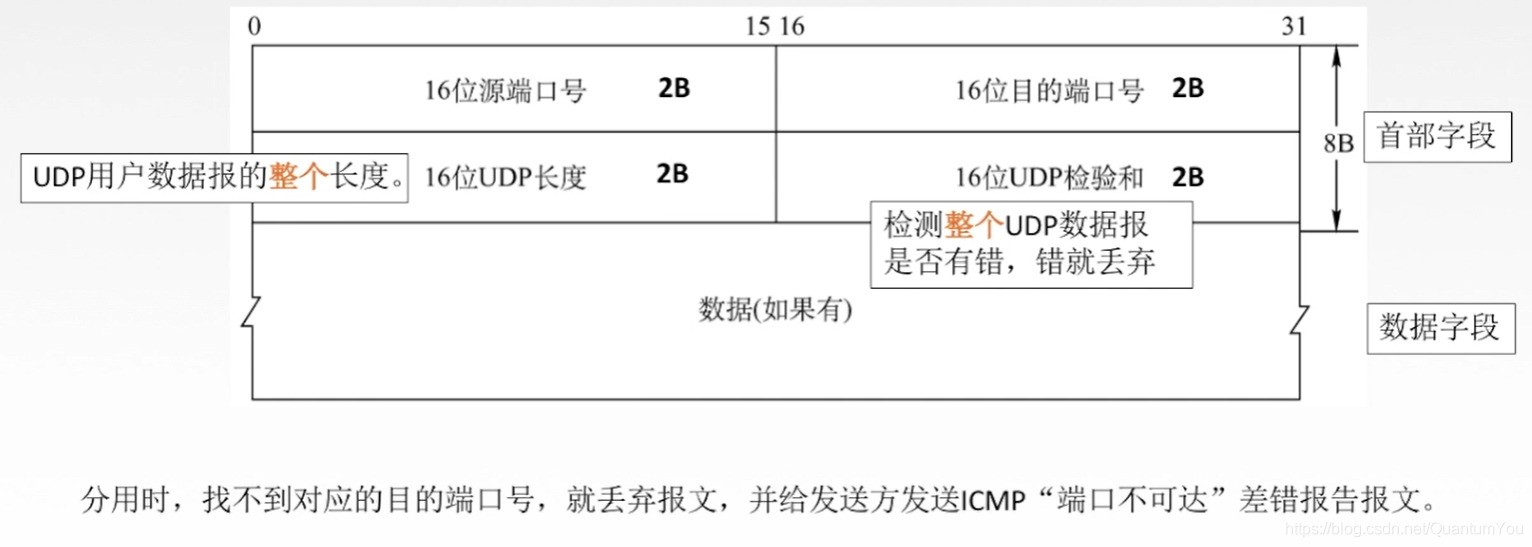 0 15 16 31
16位源端口号 2B 16位目的端口号 2B
首部字段
8B
UDP用户数据报的整个长度。 16位UDP长度 2B 16位UDP检验和 2B
检测整个UDP数据报
是否有错，错就丢弃
数据(如果有)
数据字段
分用时，找不到对应的目的端口号，就丢弃报文，并给发送方发送ICMP“端口不可达”差错报告报文。
https://blog.csdn.net/QuantumYou